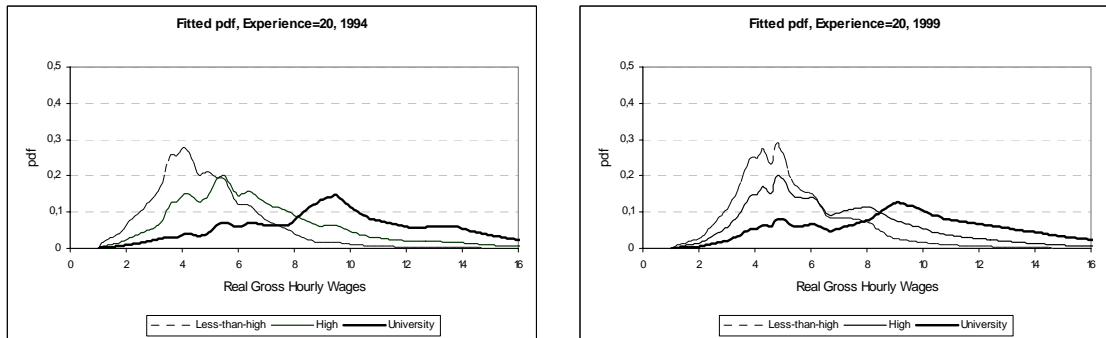 Fitted pdf, Experience=20, 1994
0,5
0,4
0,3
0,2
0,1
0
pdf
0 2 4 6 8 10 12 14 16
Real Gross Hourly Wages
Less-than-high High University
Fitted pdf, Experience=20, 1999
0,5
0,4
0,3
0,2
0,1
0
pdf
0 2 4 6 8 10 12 14 16
Real Gross Hourly Wages
Less-than-high High University